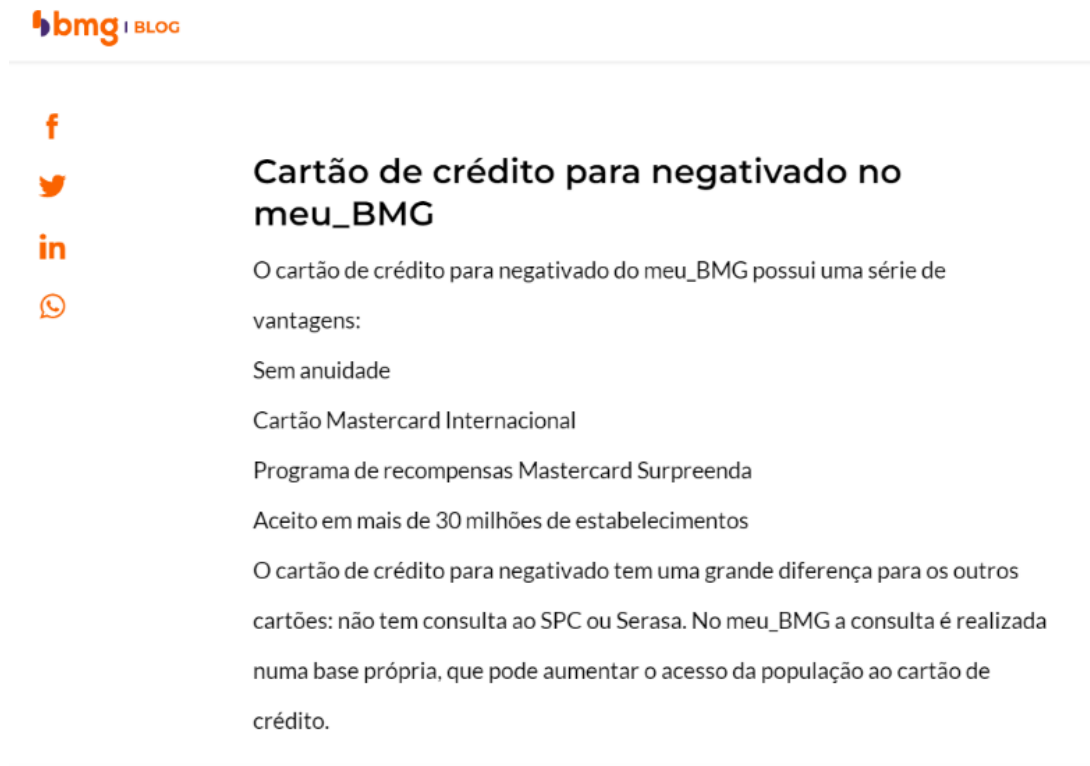 bmg | BLOG
Cartão de crédito para negativado no
meu_BMG
O cartão de crédito para negativado do meu_BMG possui uma série de
vantagens:
Sem anuidade
Cartão Mastercard Internacional
Programa de recompensas Mastercard Surpreenda
Aceito em mais de 30 milhões de estabelecimentos
O cartão de crédito para negativado tem uma grande diferença para os outros
cartões: não tem consulta ao SPC ou Serasa. No meu_BMG a consulta é realizada
numa base própria, que pode aumentar o acesso da população ao cartão de
crédito.